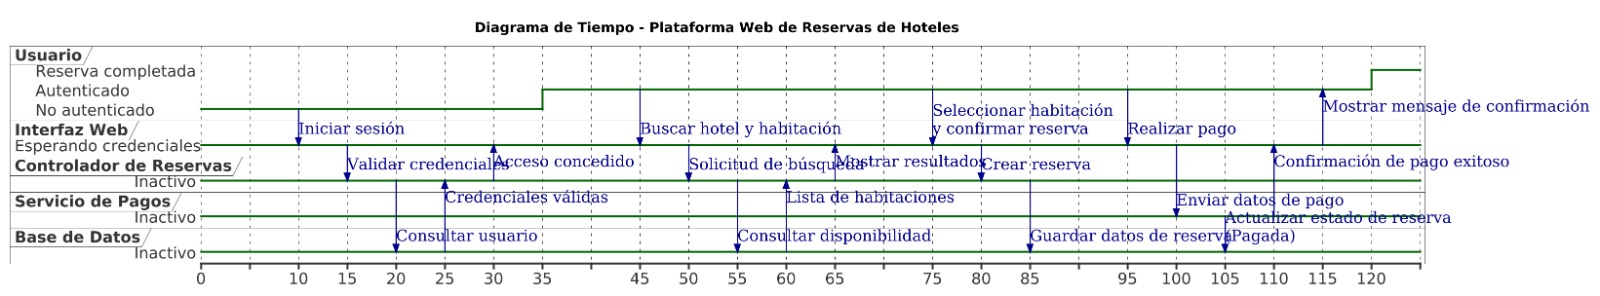 Diagrama de Tiempo - Plataforma Web de Reservas de Hoteles
Usuario
Reserva completada
Autenticado
No autenticado
Mostrar mensaje de confirmación
Seleccionar habitación
y confirmar reserva
Iniciar sesión
Buscar hotel y habitación
Realizar pago
Interfaz Web
Esperando credenciales
Validar credenciales
Acceso concedido
Solicitud de búsqueda
Mostrar resultados
Crear reserva
Confirmación de pago exitoso
Controlador de Reservas
Inactivo
Credenciales válidas
Lista de habitaciones
Enviar datos de pago
Servicio de Pagos
Inactivo
Actualizar estado de reserva
(Pagada)
Consultar usuario
Consultar disponibilidad
Guardar datos de reserva
Base de Datos
Inactivo
0 10 15 20 25 30 35 45 50 55 60 65 75 80 85 95 100 105 110 115 120